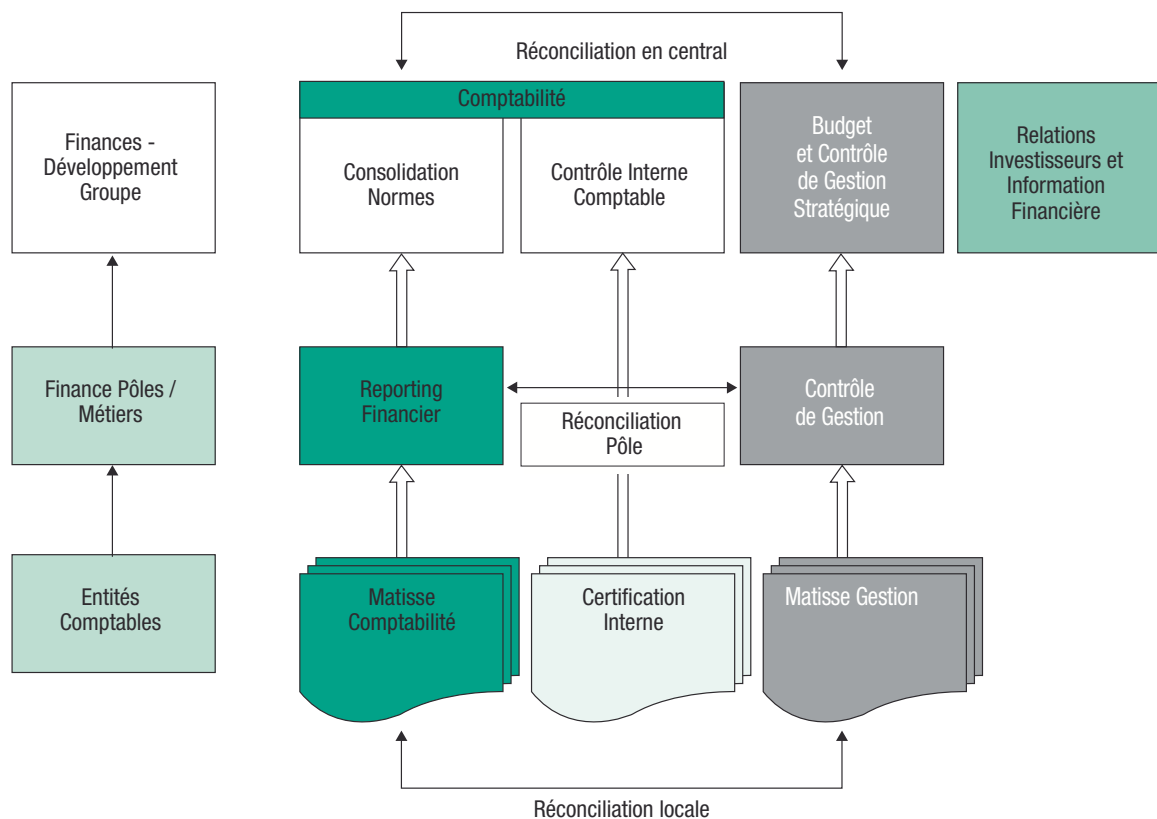 Réconciliation en central
Finances -
Développement
Groupe
Comptabilité
Consolidation
Normes
Contrôle Interne
Comptable
Budget
et Contrôle
de Gestion
Stratégique
Relations
Investisseurs et
Information
Financière
Finance Pôles /
Métiers
Reporting
Financier
Réconciliation
Pôle
Contrôle
de Gestion
Entités
Comptables
Matisse
Comptabilité
Certification
Interne
Matisse Gestion
Réconciliation locale